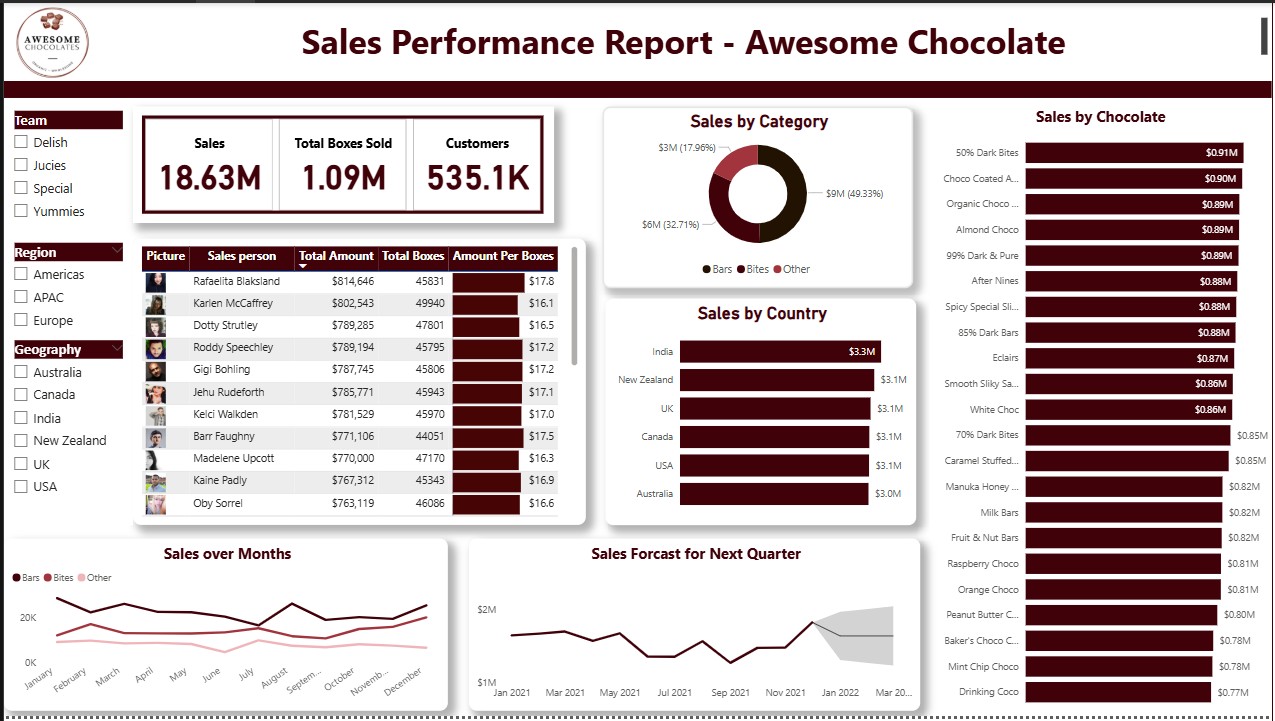 AWESOME
CHOCOLATES
Sales Performance Report - Awesome Chocolate
Team
Delish
Jucies
Special
Yummies
Region
Americas
APAC
Europe
Geography
Australia
Canada
India
New Zealand
UK
USA
Sales
18.63M
Total Boxes Sold
1.09M
Customers
535.1K
Picture Sales person Total Amount Total Boxes Amount Per Boxes
Rafaelita Blaksland $814,646 45831 $17.8
Karlen McCaffrey $802,543 49940 $16.1
Dotty Strutley $789,285 47801 $16.5
Roddy Speechley $789,194 45795 $17.2
Gigi Bohling $787,745 45806 $17.2
Jehu Rudeforth $785,771 45943 $17.1
Keici Walkden $781,529 45970 $17.0
Barr Faughny $771,106 44051 $17.5
Madelene Upcott $770,000 47170 $16.3
Kaine Padly $767,312 45343 $16.9
Oby Sorrel $763,119 46086 $16.6
Sales by Category
$3M (17.96%)
$9M (49.33%)
$6M (32.71%)
Bars Bites Other
Sales by Country
India $3.3M
New Zealand $3.1M
UK $3.1M
Canada $3.1M
USA $3.1M
Australia $3.0M
Sales by Chocolate
50% Dark Bites $0.91M
Choco Coated A... $0.90M
Organic Choco ... $0.89M
Almond Choco $0.89M
99% Dark & Pure $0.89M
After Nines $0.88M
Spicy Special Sli... $0.88M
85% Dark Bars $0.88M
Eclairs $0.87M
Smooth Sliky Sa... $0.86M
White Choc $0.86M
70% Dark Bites $0.85M
Caramel Stuffed... $0.85M
Manuka Honey ... $0.82M
Milk Bars $0.82M
Fruit & Nut Bars $0.82M
Raspberry Choco $0.81M
Orange Choco $0.81M
Peanut Butter C... $0.80M
Baker's Choco C... $0.78M
Mint Chip Choco $0.78M
Drinking Coco $0.77M
Sales over Months
Bars Bites Other
20K
0K
January February March April May June July August Septem... October Novemb... December
Sales Forcast for Next Quarter
$2M
$1M
Jan 2021 Mar 2021 May 2021 Jul 2021 Sep 2021 Nov 2021 Jan 2022 Mar 20...